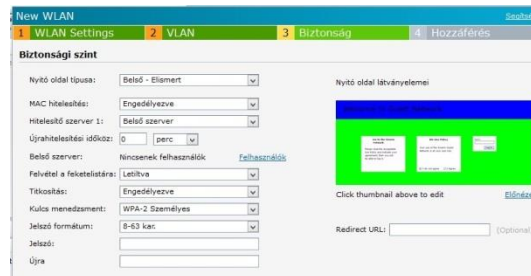 New WLAN
Segítség
1 WLAN Settings 2 VLAN 3 Biztonság 4 Hozzáférés
Biztonsági szint
Nyitó oldal típusa: Belső - Elismert
Nyitó oldal látványelemei
MAC hitelesítés: Engedélyezve
Hitelesítő szerver 1: Belső szerver
Újrahitelesítési időköz: 0 perc
Belső szerver: Nincsenek felhasználók Felhasználók
Felvétel a feketelistára: Letiltva
Titkosítás: Engedélyezve
Click thumbnail above to edit Előnéze
Kulcs menedzsment: WPA-2 Személyes
Jelszó formátum: 8-63 kar.
Redirect URL: (Optional
Jelszó:
Újra